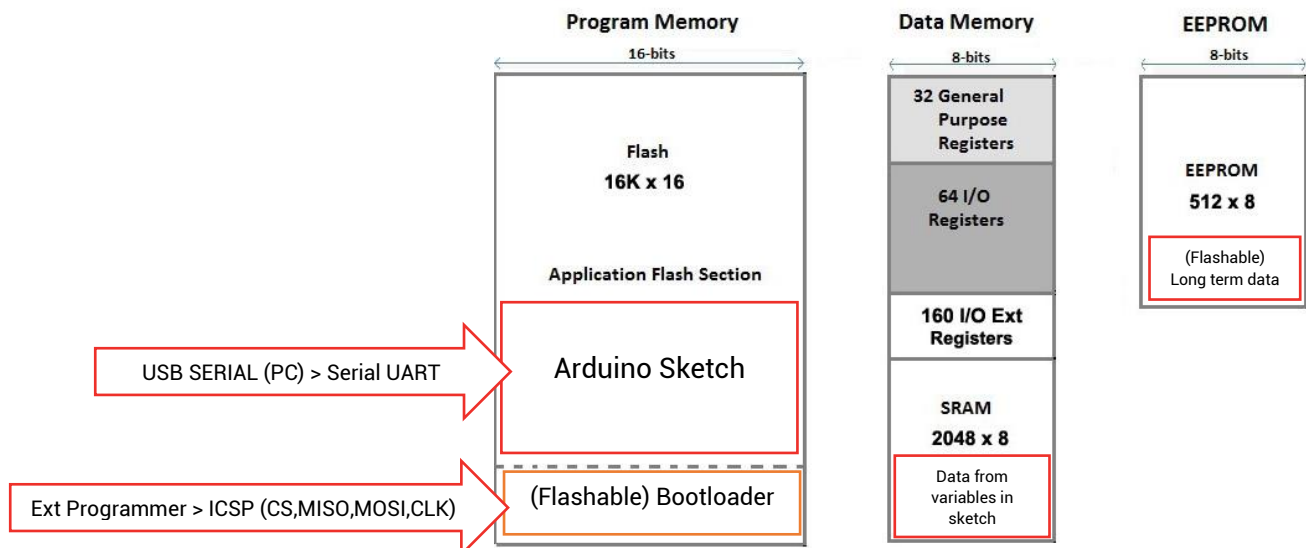 Program Memory
16-bits
Flash
16K x 16
Application Flash Section
Arduino Sketch
(Flashable) Bootloader
USB SERIAL (PC) > Serial UART
Ext Programmer > ICSP (CS,MISO,MOSI,CLK)
Data Memory
8-bits
32 General
Purpose
Registers
64 I/O
Registers
160 I/O Ext
Registers
SRAM
2048 x 8
Data from
variables in
sketch
EEPROM
8-bits
EEPROM
512 x 8
(Flashable)
Long term data